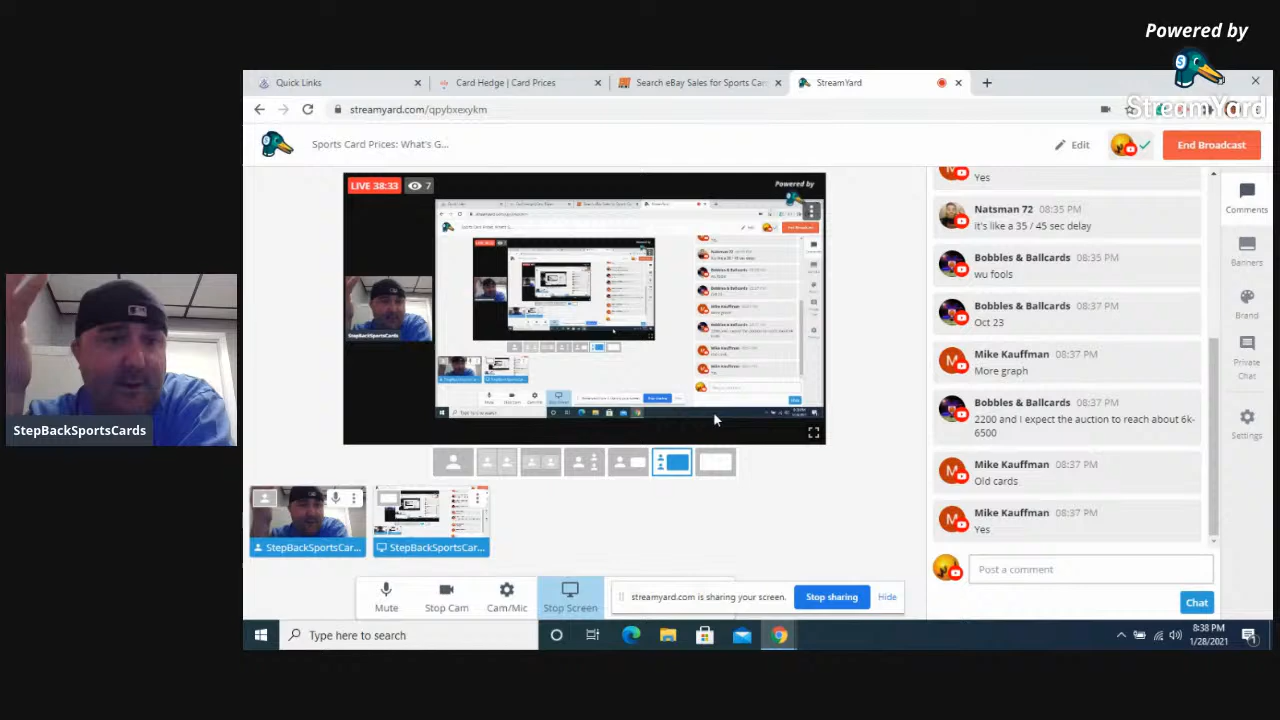 Powered by
StreamYard
Quick Links
Card Hedge | Card Prices
Search eBay Sales for Sports Car
StreamYard
streamyard.com/qpybxexykm
Sports Card Prices: What's G...
Edit
End Broadcast
LIVE 38:33
7
Powered by
StepBackSportsCards
StepBackSportsCar...
StepBackSportsCar...
Mute
Stop Cam
Cam/Mic
Stop Screen
streamyard.com is sharing your screen.
Stop sharing
Hide
Yes
Natsman 72 08:35 PM
it's like a 35 / 45 sec delay
Bobbles & Ballcards 08:35 PM
wu fools
Bobbles & Ballcards 08:37 PM
Oct 23
Mike Kauffman 08:37 PM
More graph
Bobbles & Ballcards 08:37 PM
2200 and I expect the auction to reach about 6k-
6500
Mike Kauffman 08:37 PM
Old cards
Mike Kauffman 08:37 PM
Yes
Post a comment
Chat
Comments
Banners
Brand
Private
Chat
Settings
Type here to search
8:38 PM
1/28/2021